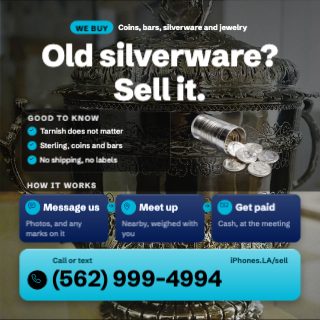 WE BUY Coins, bars, silverware and jewelry
Old silverware?
Sell it.
GOOD TO KNOW
Tarnish does not matter
Sterling, coins and bars
No shipping, no labels
HOW IT WORKS
Message us
Photos, and any
marks on it
Meet up
Nearby, weighed with
you
Get paid
Cash, at the meeting
Call or text
iPhones.LA/sell
(562) 999-4994